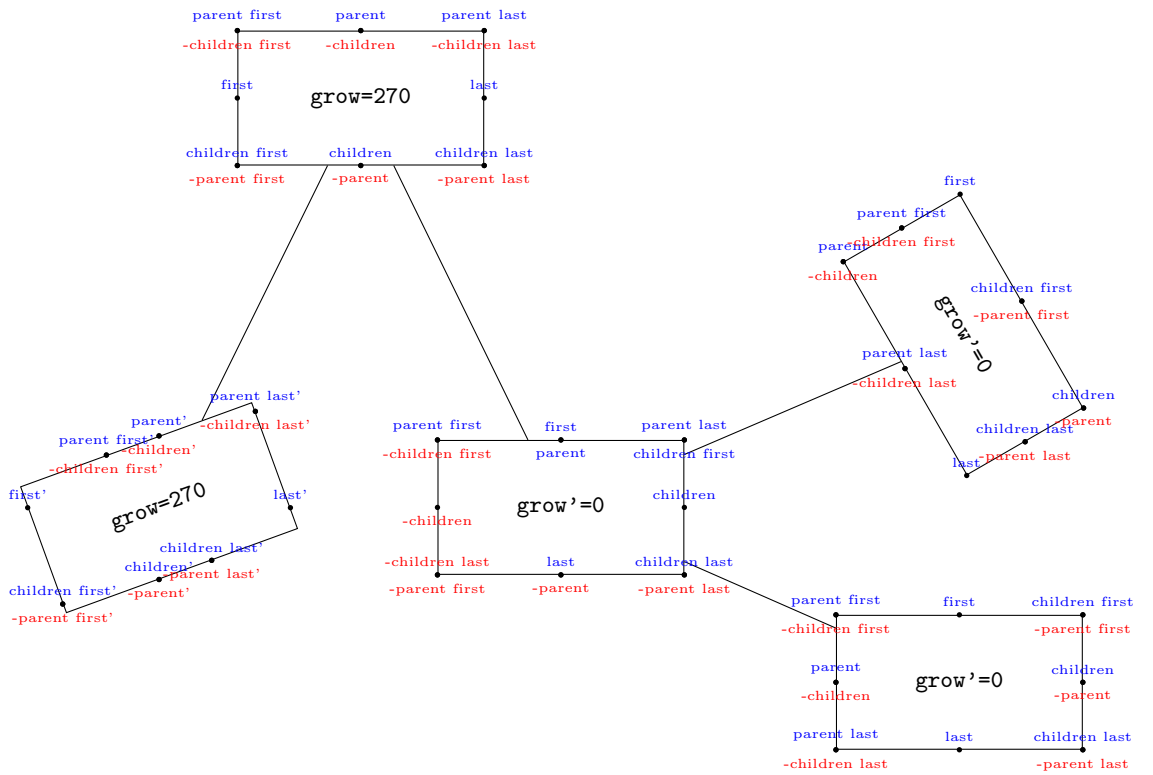 parent first
parent
parent last
-children first
-children
-children last
first
last
grow=270
children first
children
children last
-parent first
-parent
-parent last
first
parent first
-children first
parent
-children
children first
-parent first
grow'=0
parent last
-children last
children
-parent
children last
-parent last
last
parent last'
-children last'
parent'
-children'
parent first'
-children first'
first'
last'
grow=270
children last'
-parent last'
children'
-parent'
children first'
-parent first'
parent first
first
parent last
-children first
parent
children first
children
grow'=0
-children
-children last
last
children last
-parent first
-parent
-parent last
parent first
first
children first
-children first
-parent first
parent
children
grow'=0
-children
-parent
parent last
last
children last
-children last
-parent last